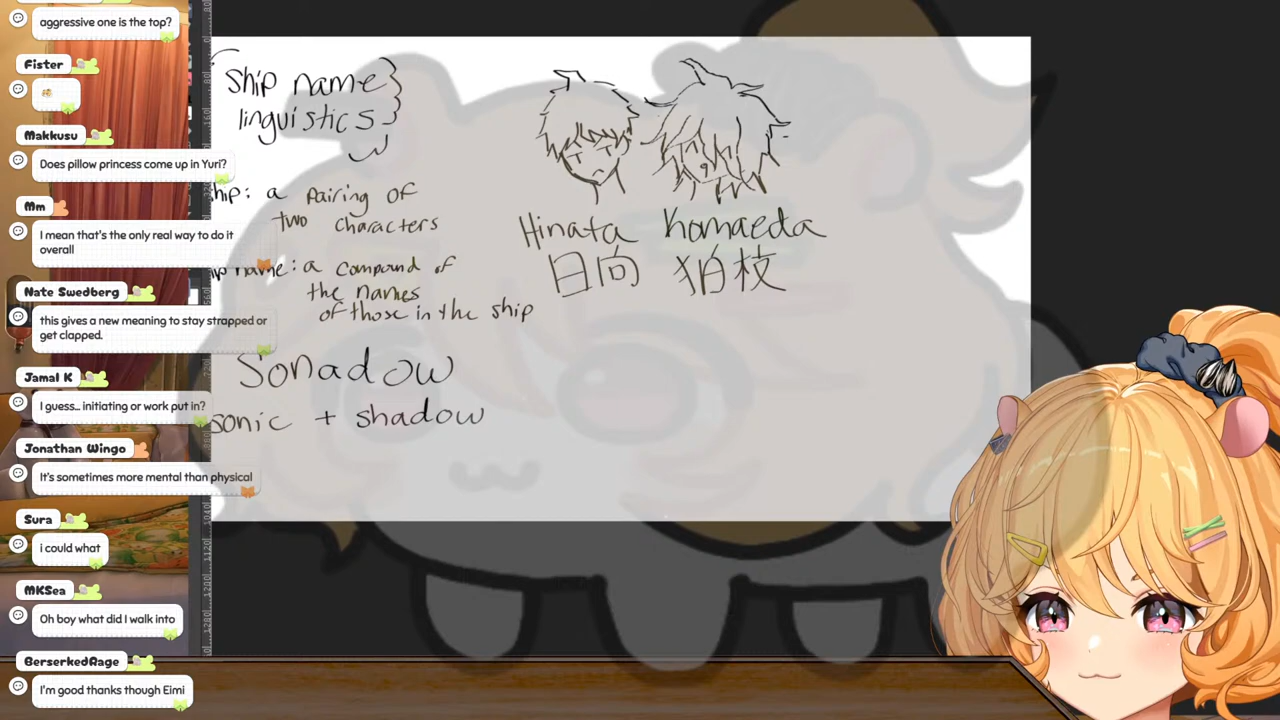 aggressive one is the top?
Fister
Makkusu
Does pillow princess come up in Yuri?
Mm
I mean that's the only real way to do it
overall
Nate Swedberg
this gives a new meaning to stay strapped or
get clapped.
Jamal K
I guess... initiating or work put in?
Jonathan Wingo
It's sometimes more mental than physical
Sura
i could what
MKSea
Oh boy what did I walk into
BerserkedRage
I'm good thanks though Eimi
Ship name
linguistics
hip: a pairing of
two characters
ip name: a compound of
the names
of those in the ship
Sonadow
sonic + shadow
Hinata Komaeda
日向 狛枝